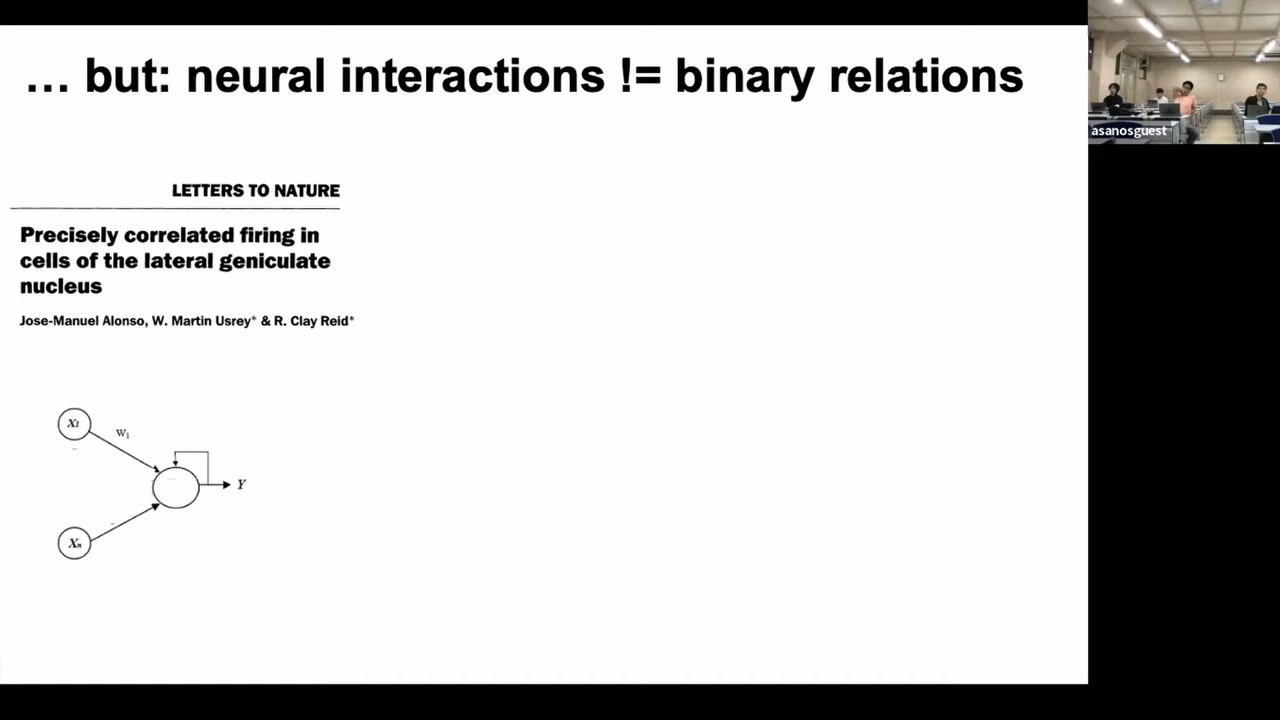 ... but: neural interactions != binary relations
asanosguest
LETTERS TO NATURE
Precisely correlated firing in
cells of the lateral geniculate
nucleus
Jose-Manuel Alonso, W. Martin Usrey* & R. Clay Reid*
X1
W1
Y
Xn